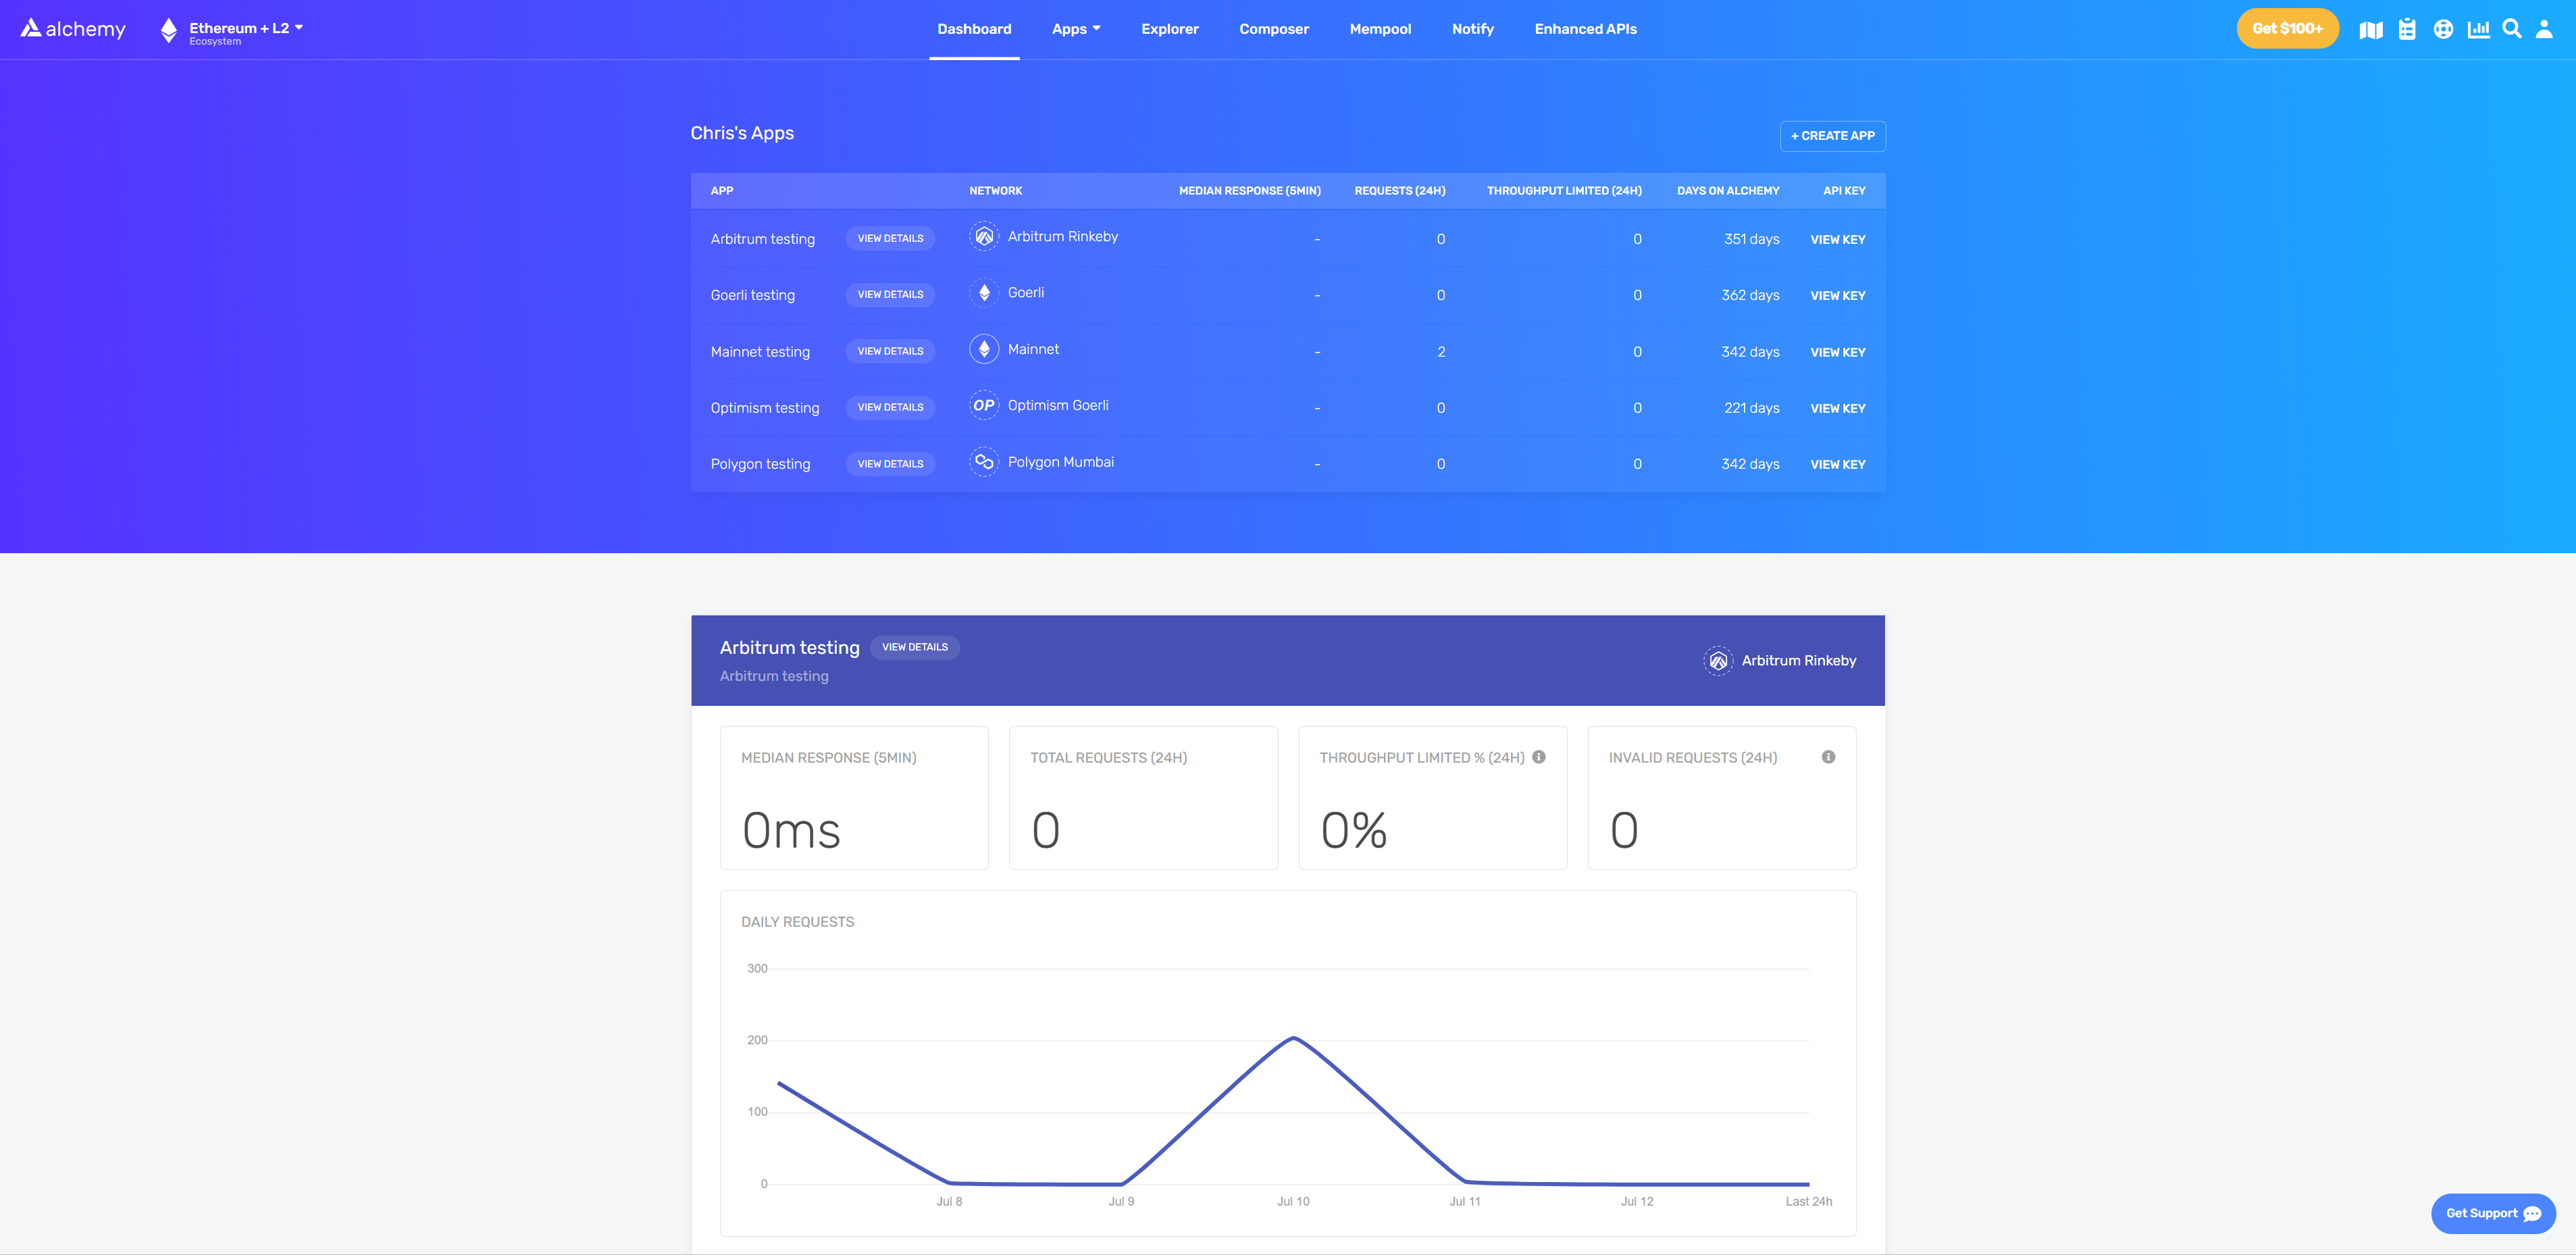 alchemy
Ethereum + L2
Ecosystem
Dashboard Apps Explorer Composer Mempool Notify Enhanced APIs
Get $100+
Chris's Apps
+ CREATE APP
APP NETWORK MEDIAN RESPONSE (5MIN) REQUESTS (24H) THROUGHPUT LIMITED (24H) DAYS ON ALCHEMY API KEY
Arbitrum testing VIEW DETAILS Arbitrum Rinkeby - 0 0 351 days VIEW KEY
Goerli testing VIEW DETAILS Goerli - 0 0 362 days VIEW KEY
Mainnet testing VIEW DETAILS Mainnet - 2 0 342 days VIEW KEY
Optimism testing VIEW DETAILS OP Optimism Goerli - 0 0 221 days VIEW KEY
Polygon testing VIEW DETAILS Polygon Mumbai - 0 0 342 days VIEW KEY
Arbitrum testing VIEW DETAILS
Arbitrum testing
Arbitrum Rinkeby
MEDIAN RESPONSE (5MIN)
0ms
TOTAL REQUESTS (24H)
0
THROUGHPUT LIMITED % (24H)
0%
INVALID REQUESTS (24H)
0
DAILY REQUESTS
300
200
100
0
Jul 8 Jul 9 Jul 10 Jul 11 Jul 12 Last 24h
Get Support